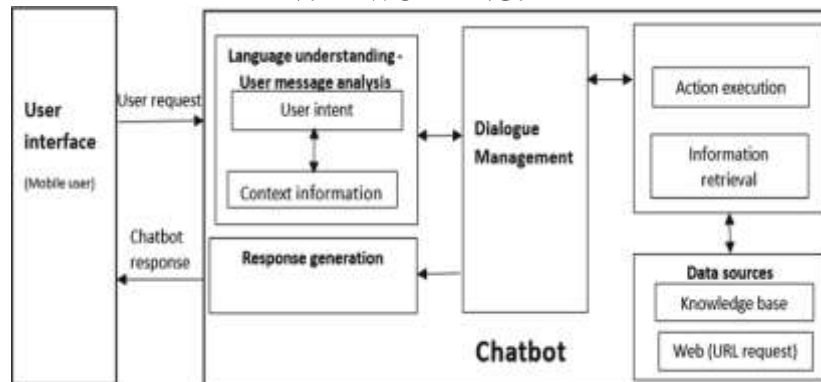 User
interface
(Mobile user)
User request
Chatbot
response
Language understanding -
User message analysis
User intent
Context information
Response generation
Dialogue
Management
Action execution
Information
retrieval
Data sources
Knowledge base
Web (URL request)
Chatbot